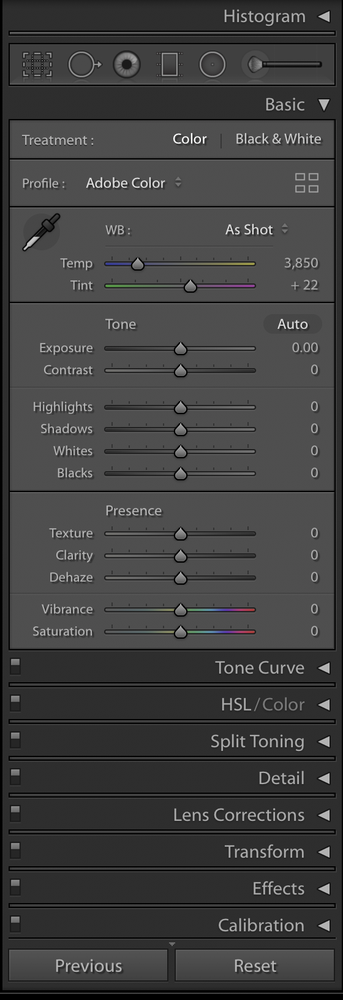 Histogram
Basic
Treatment : Color | Black & White
Profile : Adobe Color
WB : As Shot
Temp 3,850
Tint + 22
Tone Auto
Exposure 0.00
Contrast 0
Highlights 0
Shadows 0
Whites 0
Blacks 0
Presence
Texture 0
Clarity 0
Dehaze 0
Vibrance 0
Saturation 0
Tone Curve
HSL / Color
Split Toning
Detail
Lens Corrections
Transform
Effects
Calibration
Previous Reset